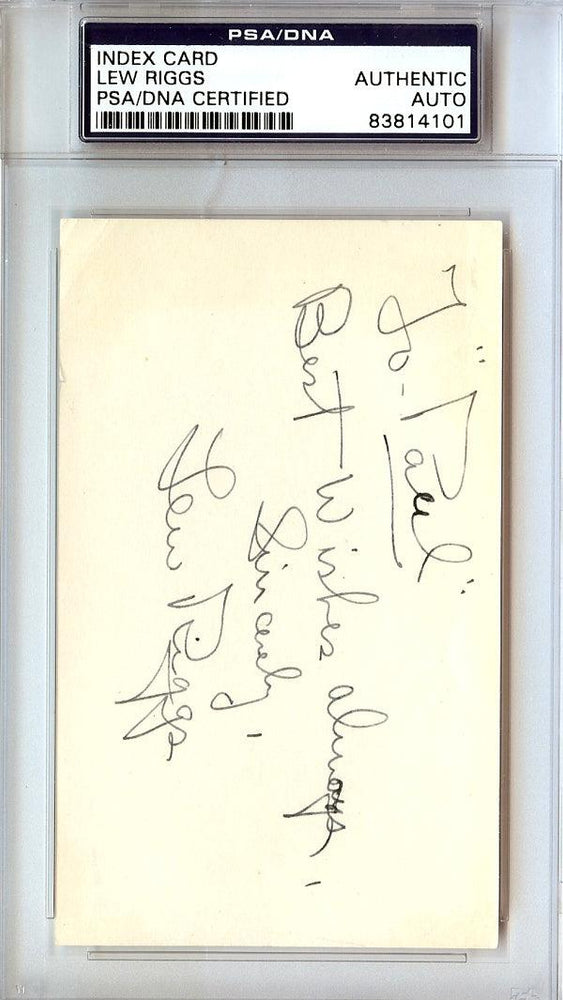 PSA/DNA
INDEX CARD
LEW RIGGS
PSA/DNA CERTIFIED
AUTHENTIC
AUTO
83814101
To - "Paul"
Best Wishes always,
Sincerely,
Lew Riggs